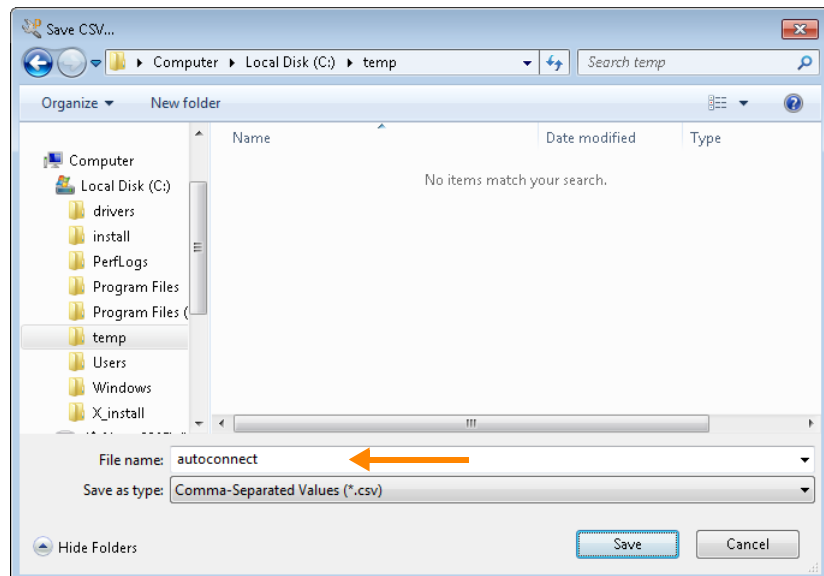 Save CSV...
Computer Local Disk (C:) temp
Search temp
Organize New folder
Name Date modified Type
No items match your search.
Computer
Local Disk (C:)
drivers
install
PerfLogs
Program Files
Program Files (
temp
Users
Windows
X_install
File name: autoconnect
Save as type: Comma-Separated Values (*.csv)
Hide Folders Save Cancel